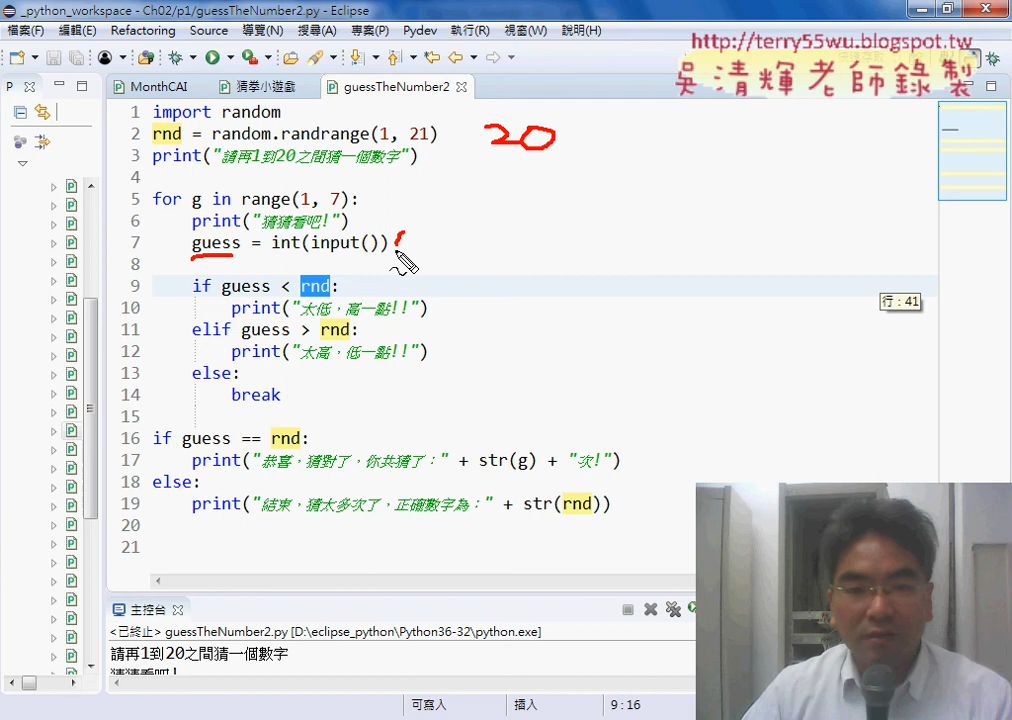 _python_workspace - Ch02/p1/guessTheNumber2.py - Eclipse
檔案(F) 編輯(E) Refactoring Source 導覽(N) 搜尋(A) 專案(P) Pydev 執行(R) 視窗(W) 說明(H)
http://terry55wu.blogspot.tw
吳清輝老師錄製
P MonthCAI 猜拳小遊戲 guessTheNumber2
1 import random
2 rnd = random.randrange(1, 21)
20
3 print("請再1到20之間猜一個數字")
4
5 for g in range(1, 7):
6 print("猜猜看吧!")
7 guess = int(input())
8
9 if guess < rnd:
行 : 41
10 print("太低，高一點!!")
11 elif guess > rnd:
12 print("太高，低一點!!")
13 else:
14 break
15
16 if guess == rnd:
17 print("恭喜，猜對了，你共猜了：" + str(g) + "次!")
18 else:
19 print("結束，猜太多次了，正確數字為：" + str(rnd))
20
21
主控台
<已終止> guessTheNumber2.py [D:\eclipse_python\Python36-32\python.exe]
請再1到20之間猜一個數字
猜猜看吧!
可寫入 插入 9:16